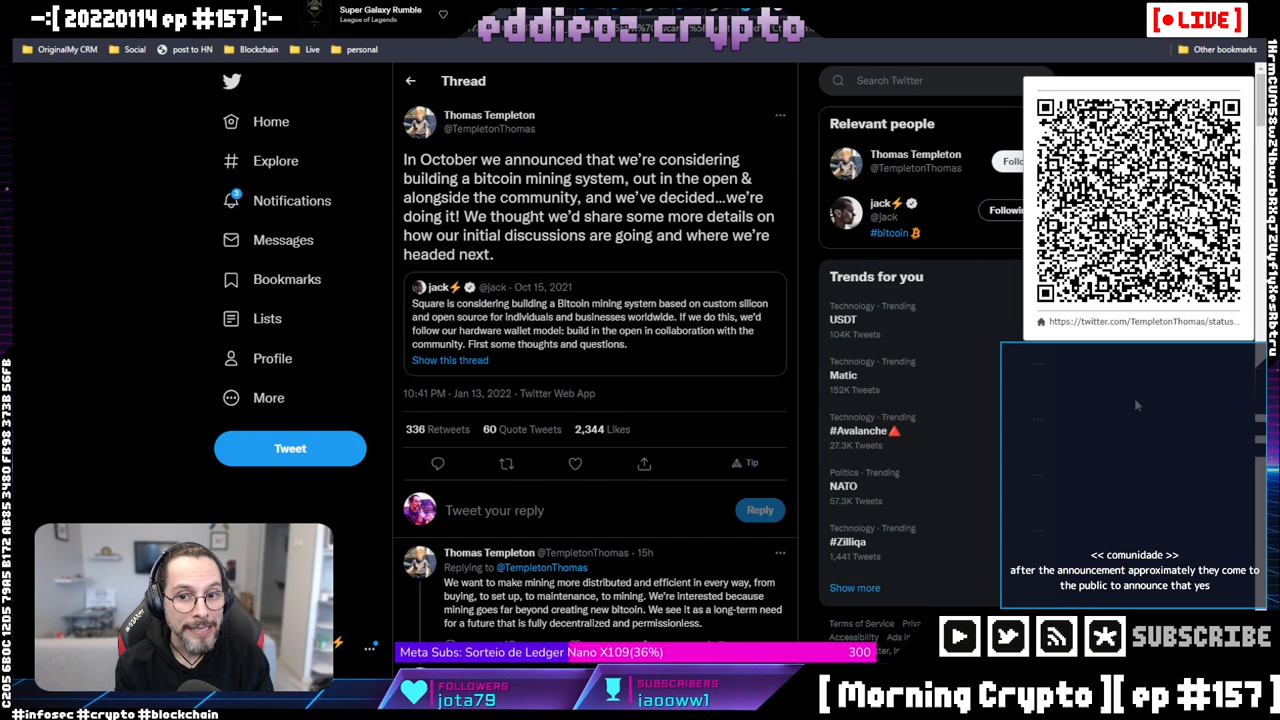 -:[ 20220114 ep #157]:-
Super Galaxy Rumble
League of Legends
eddieoz.crypto
[● LIVE]
OriginalMy CRM
Social
post to HN
Blockchain
Live
personal
Other bookmarks
Thread
Search Twitter
Home
Explore
3
Notifications
Messages
Bookmarks
Lists
Profile
More
Tweet
Thomas Templeton
@TempletonThomas
In October we announced that we're considering
building a bitcoin mining system, out in the open &
alongside the community, and we've decided...we're
doing it! We thought we'd share some more details on
how our initial discussions are going and where we're
headed next.
jack⚡ @jack · Oct 15, 2021
Square is considering building a Bitcoin mining system based on custom silicon
and open source for individuals and businesses worldwide. If we do this, we'd
follow our hardware wallet model: build in the open in collaboration with the
community. First some thoughts and questions.
Show this thread
10:41 PM · Jan 13, 2022 · Twitter Web App
336 Retweets 60 Quote Tweets 2,344 Likes
Tip
Tweet your reply
Reply
Thomas Templeton @TempletonThomas · 15h
Replying to @TempletonThomas
We want to make mining more distributed and efficient in every way, from
buying, to set up, to maintenance, to mining. We're interested because
mining goes far beyond creating new bitcoin. We see it as a long-term need
for a future that is fully decentralized and permissionless.
Relevant people
Thomas Templeton
@TempletonThomas
Follo
jack⚡
@jack
Followin
#bitcoin
Trends for you
Technology · Trending
USDT
104K Tweets
Technology · Trending
Matic
152K Tweets
Technology · Trending
#Avalanche🔺
27.3K Tweets
Politics · Trending
NATO
57.3K Tweets
Technology · Trending
#Zilliqa
1,441 Tweets
Show more
Terms of Service
Accessibility Ads in
https://twitter.com/TempletonThomas/status...
<< comunidade >>
after the announcement approximately they come to
the public to announce that yes
SUBSCRIBE
Meta Subs: Sorteio de Ledger Nano X109(36%) 300
FOLLOWERS
jota79
SUBSCRIBERS
iaooww1
[ Morning Crypto ][ ep #157 ]
#infosec #crypto #blockchain